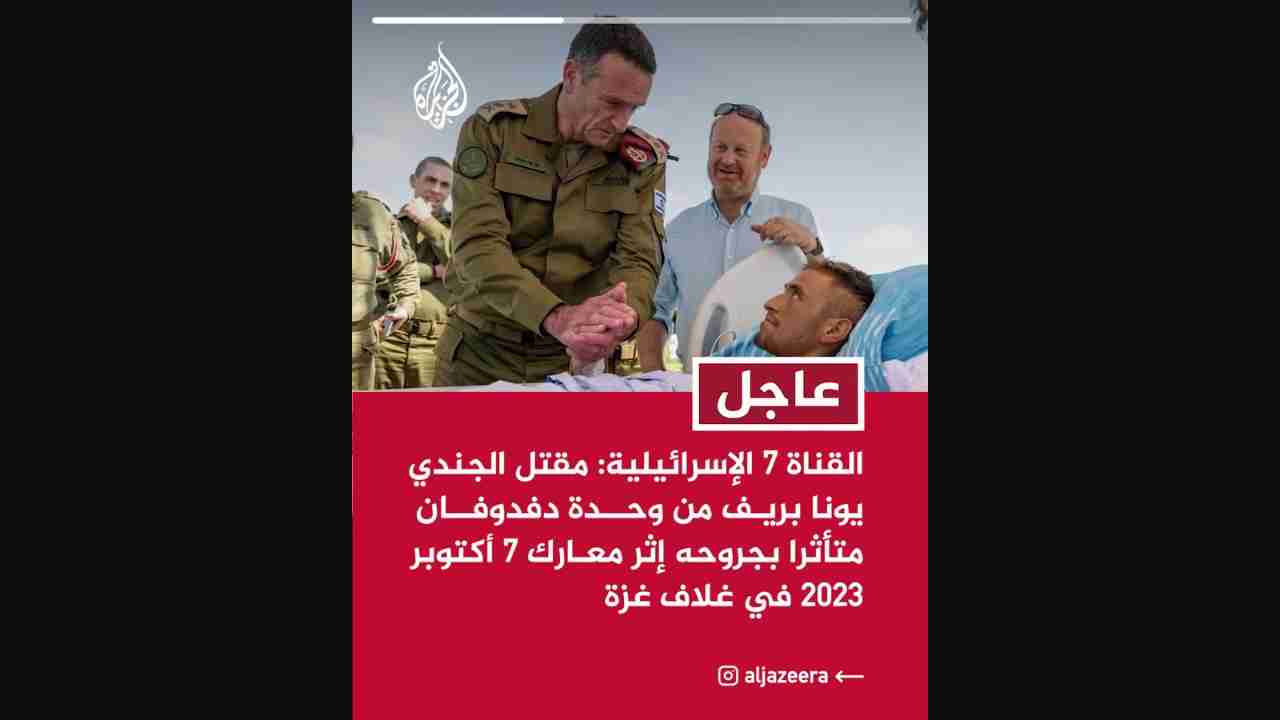 الجزيرة
عاجل
القناة 7 الإسرائيلية: مقتل الجندي
يونا بريف من وحدة دفدوفان
متأثرا بجروحه إثر معارك 7 أكتوبر
2023 في غلاف غزة
aljazeera